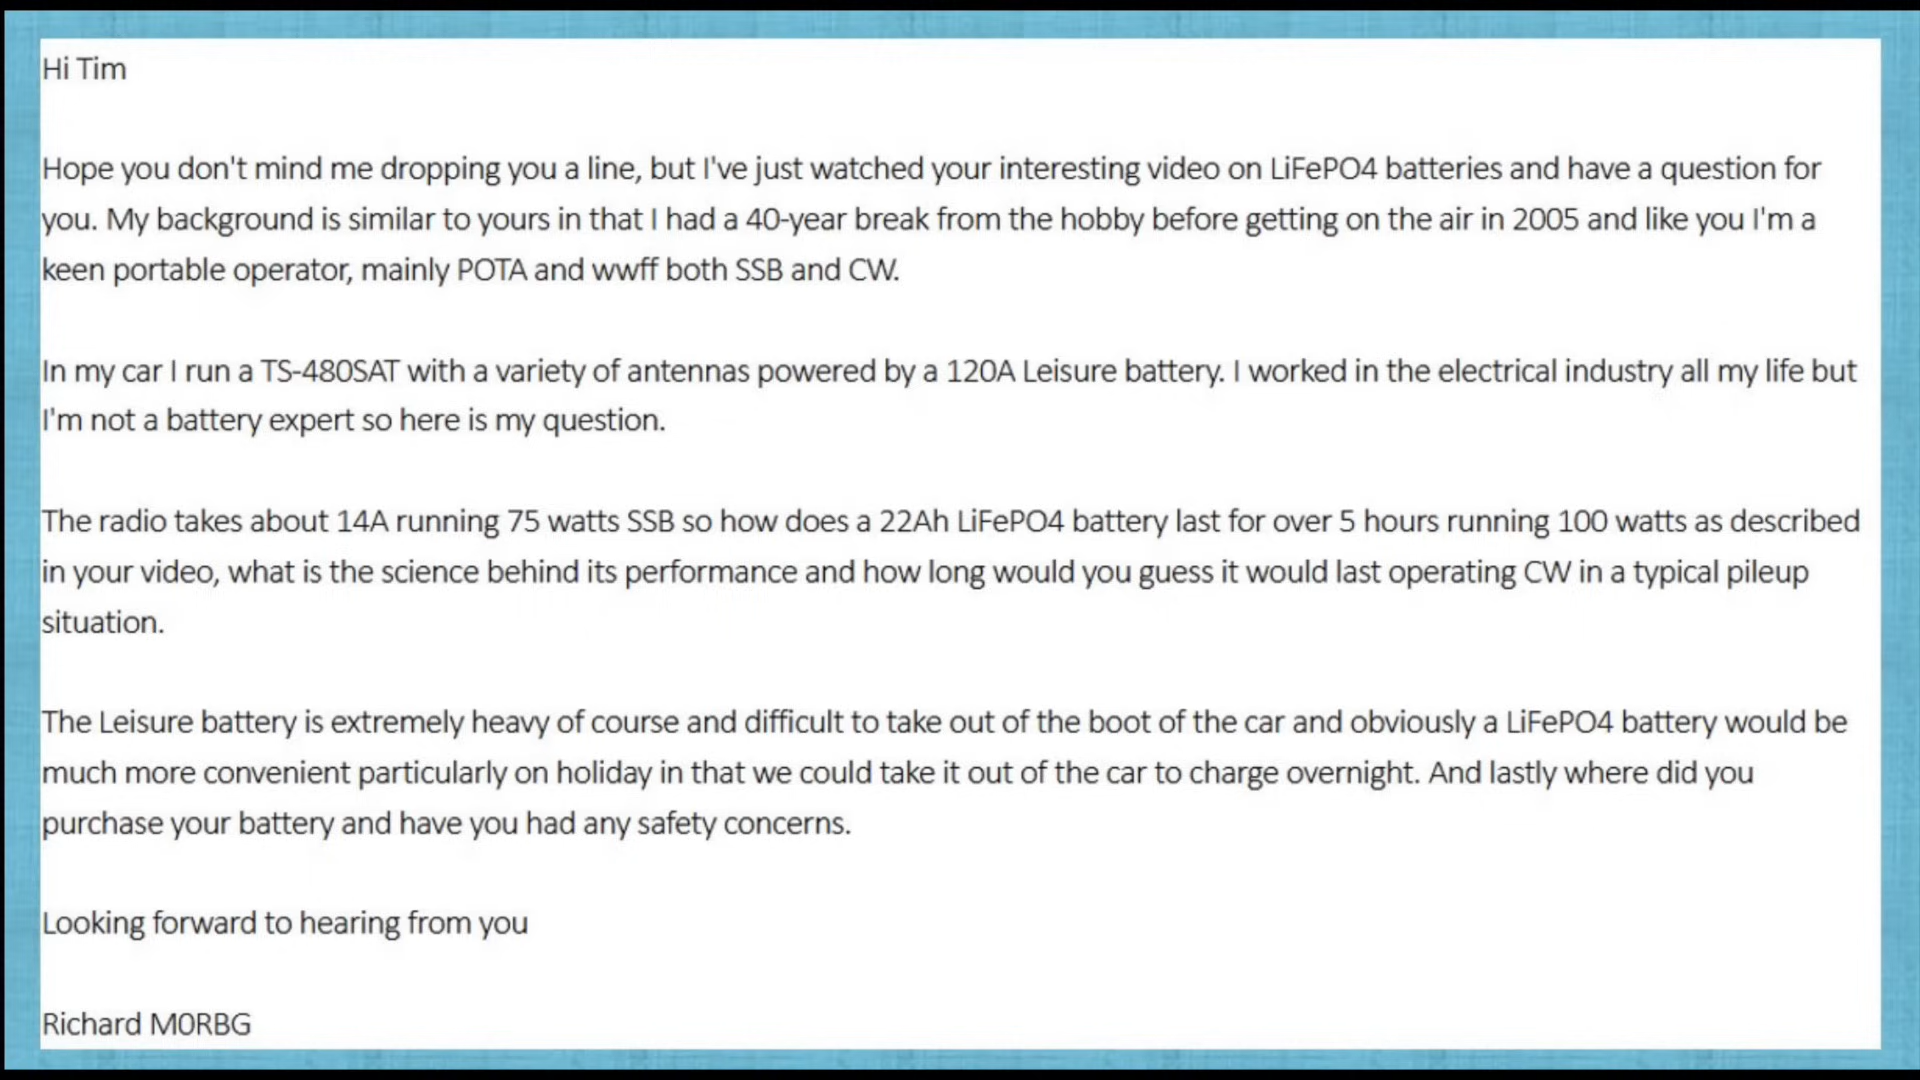 Hi Tim
Hope you don't mind me dropping you a line, but I've just watched your interesting video on LiFePO4 batteries and have a question for
you. My background is similar to yours in that I had a 40-year break from the hobby before getting on the air in 2005 and like you I'm a
keen portable operator, mainly POTA and wwff both SSB and CW.
In my car I run a TS-480SAT with a variety of antennas powered by a 120A Leisure battery. I worked in the electrical industry all my life but
I'm not a battery expert so here is my question.
The radio takes about 14A running 75 watts SSB so how does a 22Ah LiFePO4 battery last for over 5 hours running 100 watts as described
in your video, what is the science behind its performance and how long would you guess it would last operating CW in a typical pileup
situation.
The Leisure battery is extremely heavy of course and difficult to take out of the boot of the car and obviously a LiFePO4 battery would be
much more convenient particularly on holiday in that we could take it out of the car to charge overnight. And lastly where did you
purchase your battery and have you had any safety concerns.
Looking forward to hearing from you
Richard M0RBG